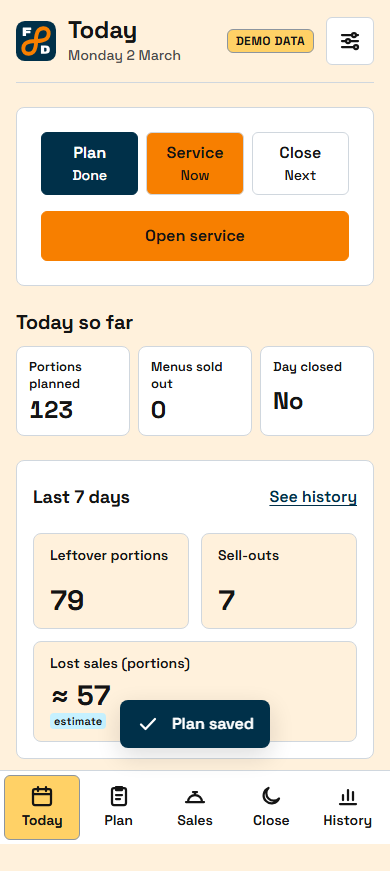 F
D
Today
Monday 2 March
DEMO DATA
Plan
Done
Service
Now
Close
Next
Open service
Today so far
Portions
planned
123
Menus sold
out
0
Day closed
No
Last 7 days
See history
Leftover portions
79
Sell-outs
7
Lost sales (portions)
≈ 57
estimate
Plan saved
Today
Plan
Sales
Close
History